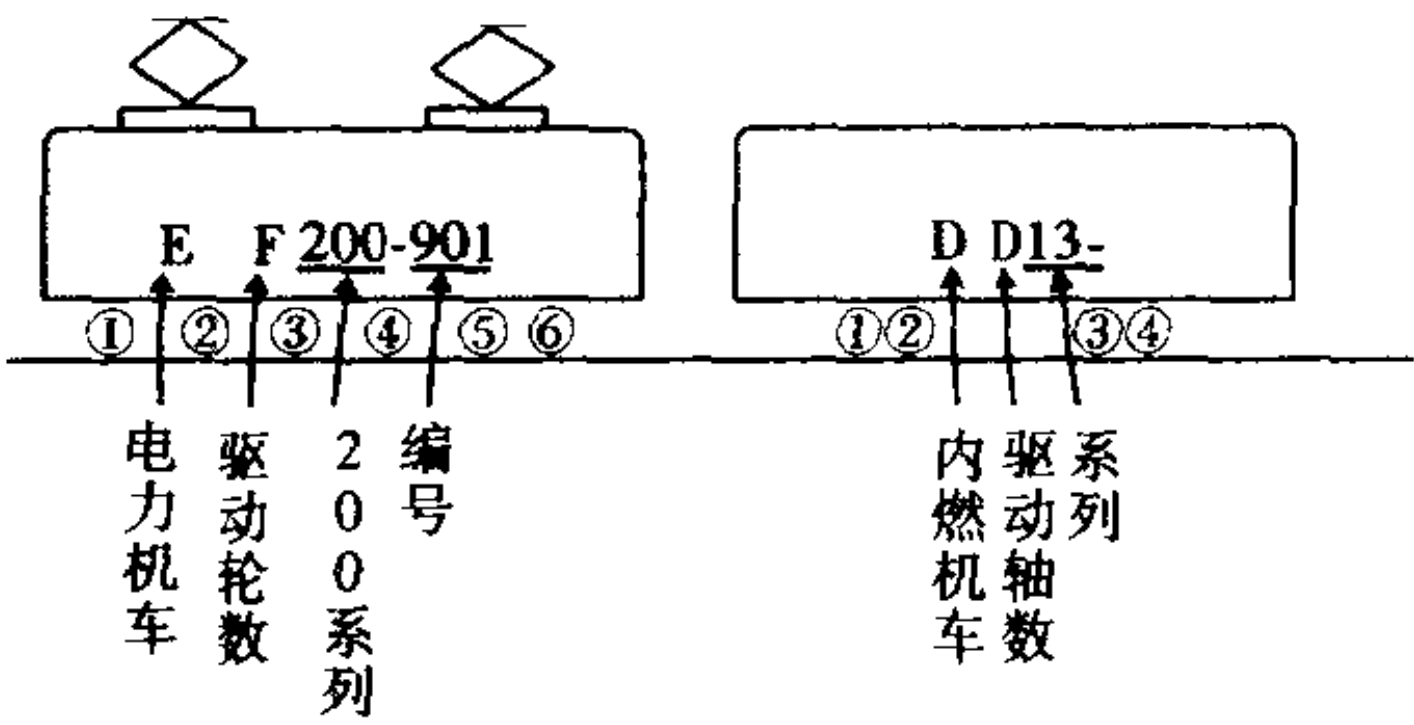 E F 200-901
D D13-
①②③④⑤⑥
①②③④
电力机车
驱动轮数
200系列
编号
内燃机车
驱动轴数
系列